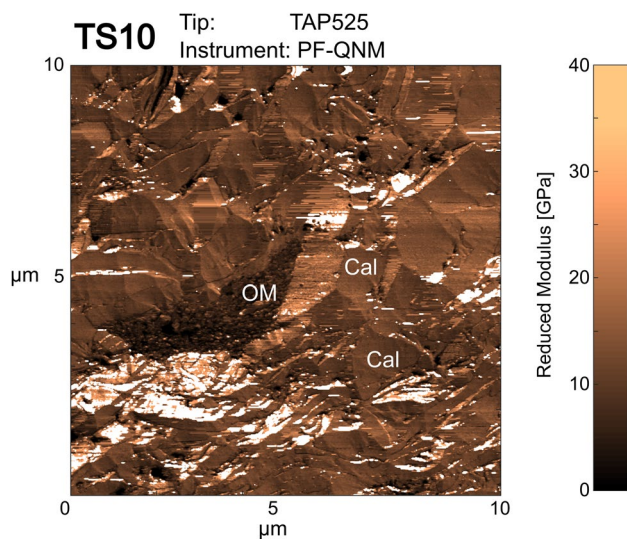 TS10
Tip: TAP525
Instrument: PF-QNM
10
5
0
µm
0
5
10
µm
OM
Cal
Cal
40
30
20
10
0
Reduced Modulus [GPa]